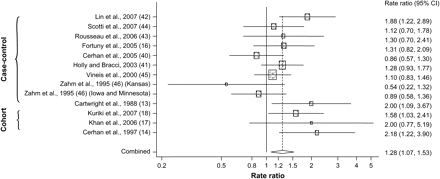 Rate ratio (95% CI)
Lin et al., 2007 (42) 1.88 (1.22, 2.89)
Scotti et al., 2007 (44) 1.12 (0.70, 1.78)
Rousseau et al., 2006 (43) 1.30 (0.70, 2.41)
Fortuny et al., 2005 (16) 1.31 (0.82, 2.09)
Cerhan et al., 2005 (40) 0.86 (0.57, 1.30)
Holly and Bracci, 2003 (41) 1.28 (0.93, 1.77)
Vineis et al., 2000 (45) 1.10 (0.83, 1.46)
Zahm et al., 1995 (46) (Kansas) 0.54 (0.22, 1.32)
Zahm et al., 1995 (46) (Iowa and Minnesota) 0.89 (0.58, 1.36)
Cartwright et al., 1988 (13) 2.00 (1.09, 3.67)
Kuriki et al., 2007 (18) 1.58 (1.03, 2.41)
Khan et al., 2006 (17) 2.00 (0.77, 5.19)
Cerhan et al., 1997 (14) 2.18 (1.22, 3.90)
Combined 1.28 (1.07, 1.53)
Case-control
Cohort
0.2 0.5 0.8 1 1.2 1.5 2 3 4 5
Rate ratio